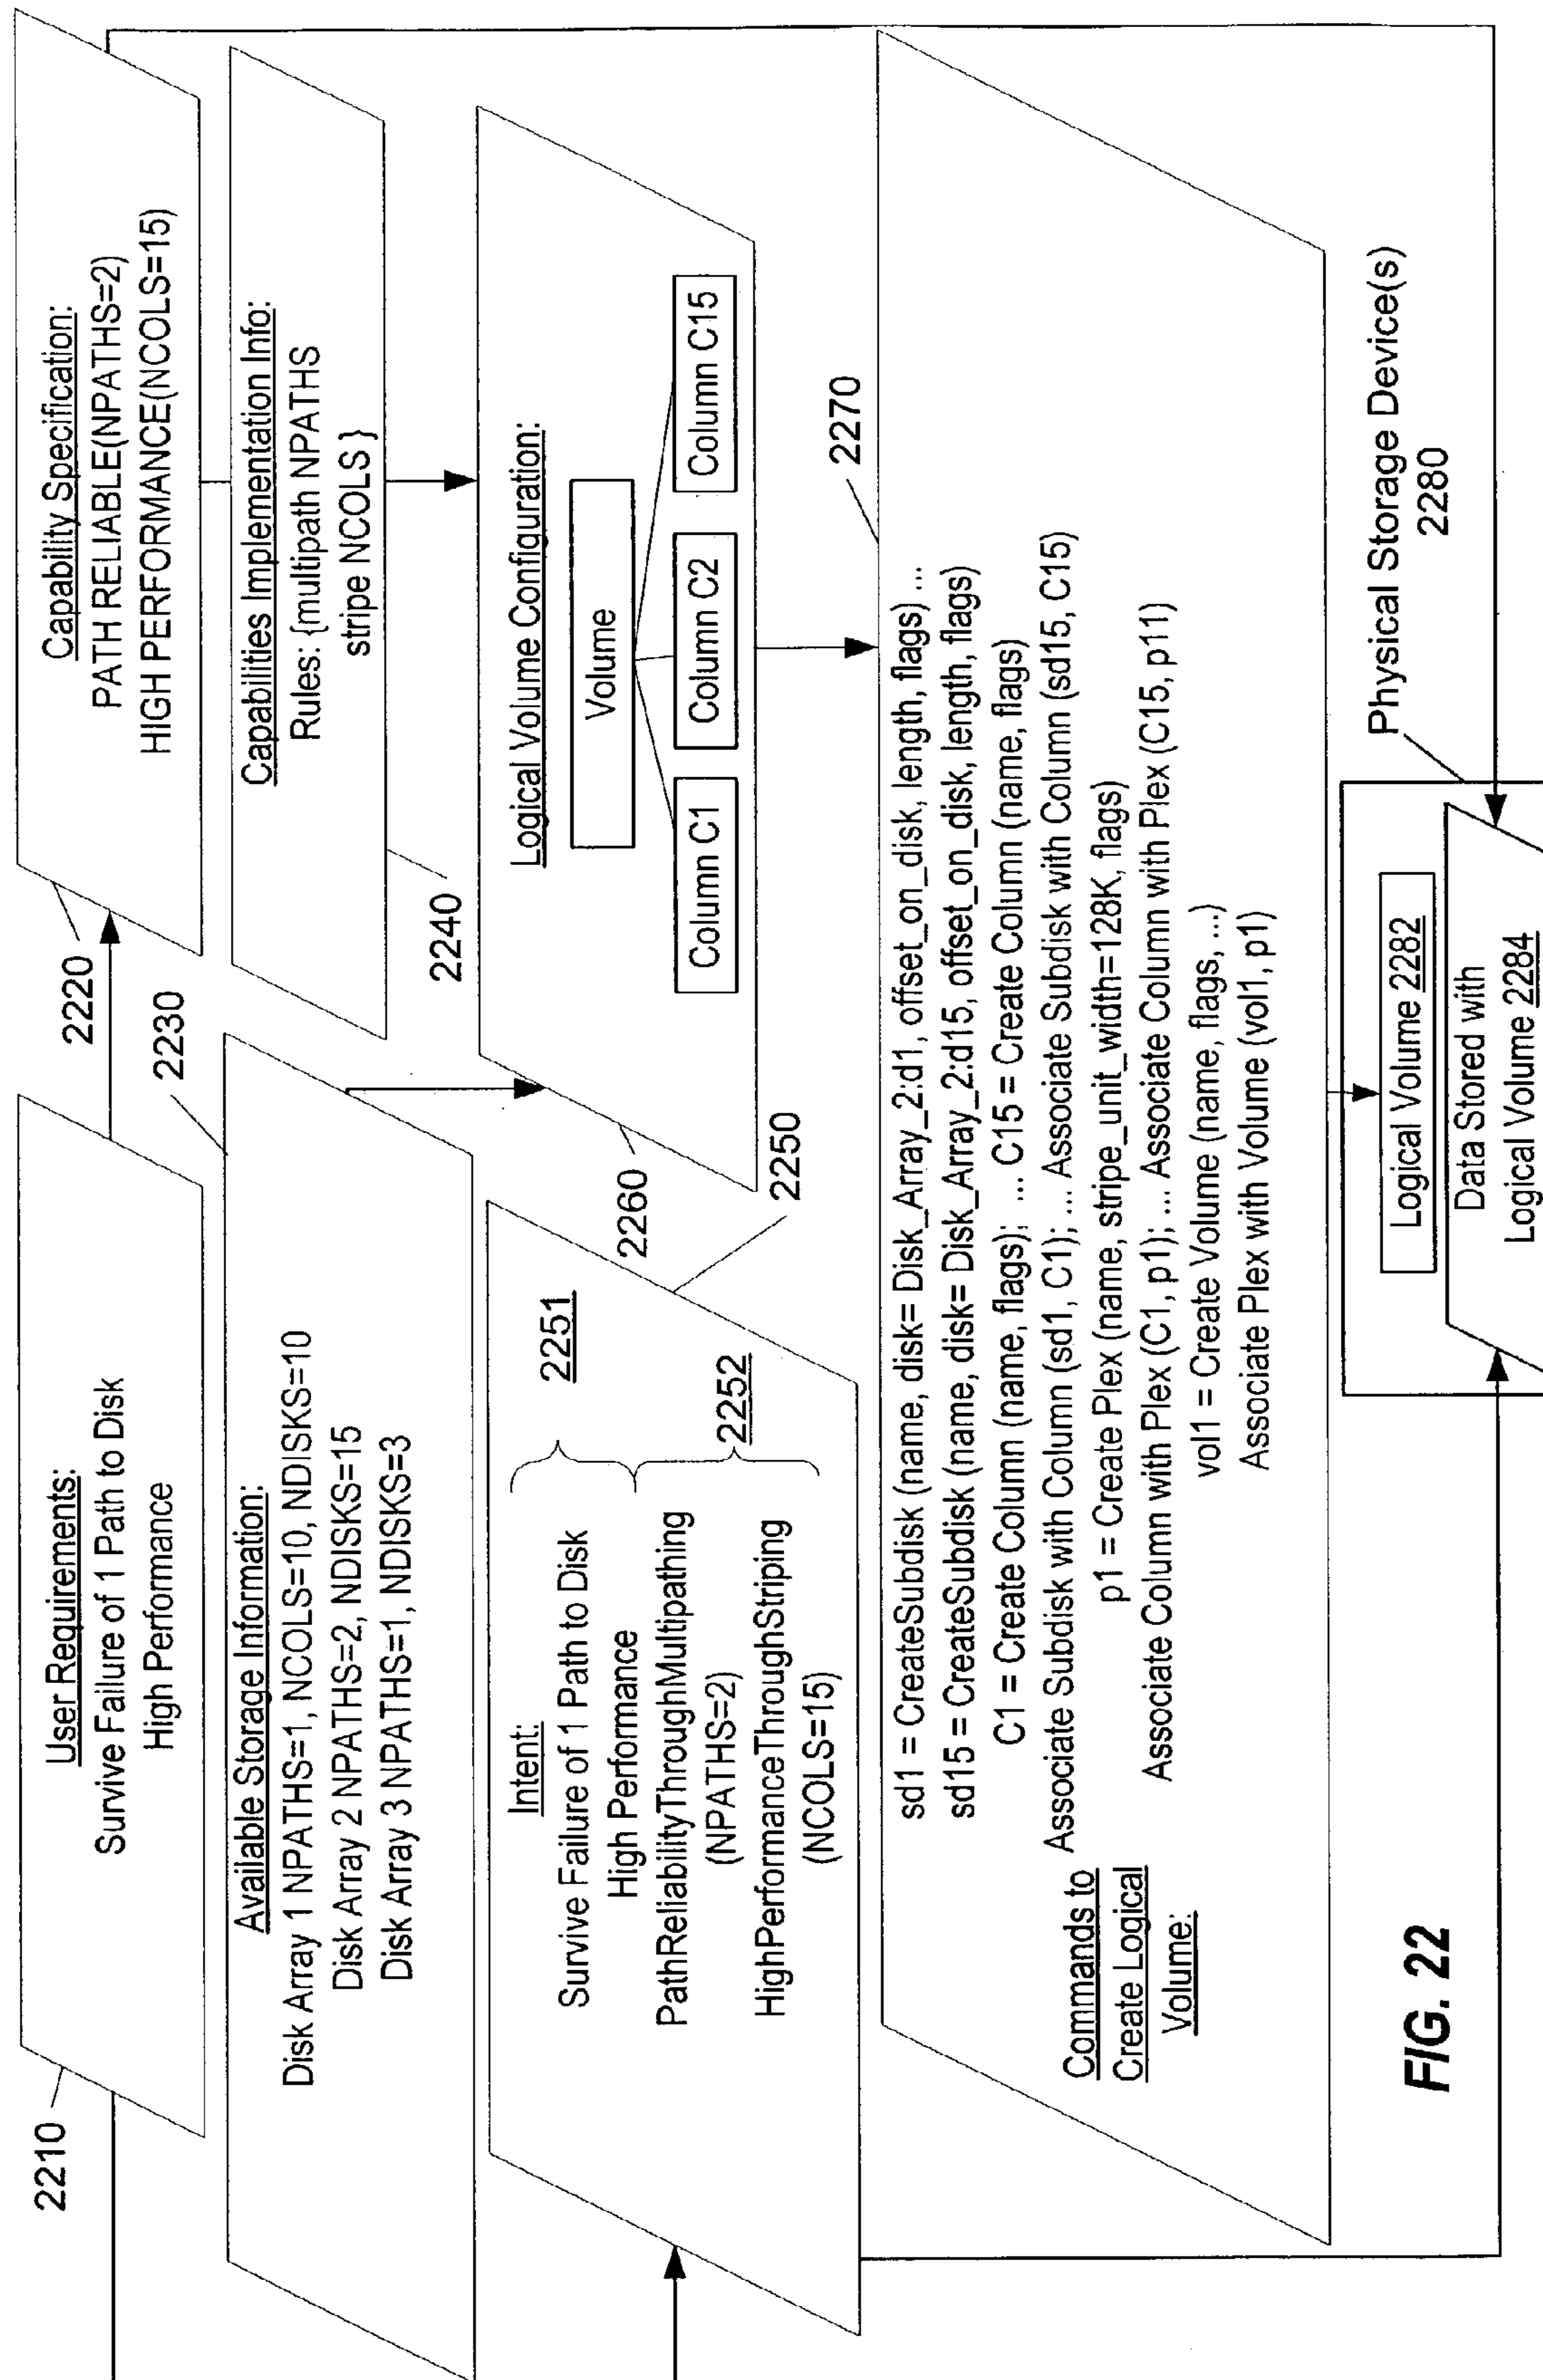 2210
User Requirements:
Survive Failure of 1 Path to Disk
High Performance
2220
Capability Specification:
PATH RELIABLE(NPATHS=2)
HIGH PERFORMANCE(NCOLS=15)
2230
Available Storage Information:
Disk Array 1 NPATHS=1, NCOLS=10, NDISKS=10
Disk Array 2 NPATHS=2, NDISKS=15
Disk Array 3 NPATHS=1, NDISKS=3
2240
Capabilities Implementation Info:
Rules: {multipath NPATHS
stripe NCOLS }
Intent:
Survive Failure of 1 Path to Disk
High Performance
2251
PathReliabilityThroughMultipathing
(NPATHS=2)
HighPerformanceThroughStriping
(NCOLS=15)
2252
2250
2260
Logical Volume Configuration:
Volume
Column C1
Column C2
Column C15
2270
Commands to
Create Logical
Volume:
sd1 = CreateSubdisk (name, disk= Disk_Array_2:d1, offset_on_disk, length, flags) ...
sd15 = CreateSubdisk (name, disk= Disk_Array_2:d15, offset_on_disk, length, flags)
C1 = Create Column (name, flags); ... C15 = Create Column (name, flags)
Associate Subdisk with Column (sd1, C1); ... Associate Subdisk with Column (sd15, C15)
p1 = Create Plex (name, stripe_unit_width=128K, flags)
Associate Column with Plex (C1, p1); ... Associate Column with Plex (C15, p11)
vol1 = Create Volume (name, flags, ...)
Associate Plex with Volume (vol1, p1)
Physical Storage Device(s)
2280
Logical Volume 2282
Data Stored with
Logical Volume 2284
FIG. 22